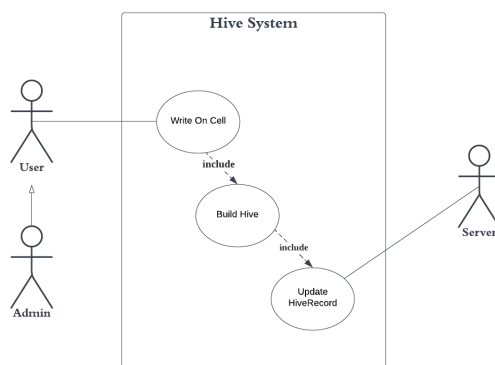 Hive System
Write On Cell
include
User
Build Hive
Server
include
Update
HiveRecord
Admin